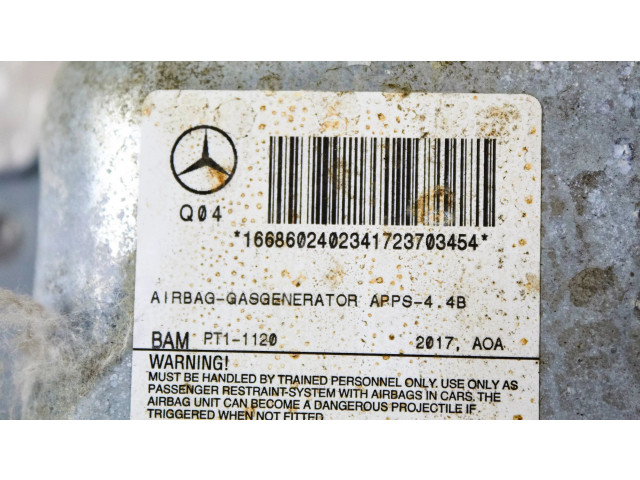 Q04
*166860240234172370345​4*
AIRBAG-GASGENERATOR APPS-4.4B
BAM PT1-1120 2017, AOA
WARNING!
MUST BE HANDLED BY TRAINED PERSONNEL ONLY. USE ONLY AS
PASSENGER RESTRAINT-SYSTEM WITH AIRBAGS IN CARS. THE
AIRBAG UNIT CAN BECOME A DANGEROUS PROJECTILE IF
TRIGGERED WHEN NOT FITTED